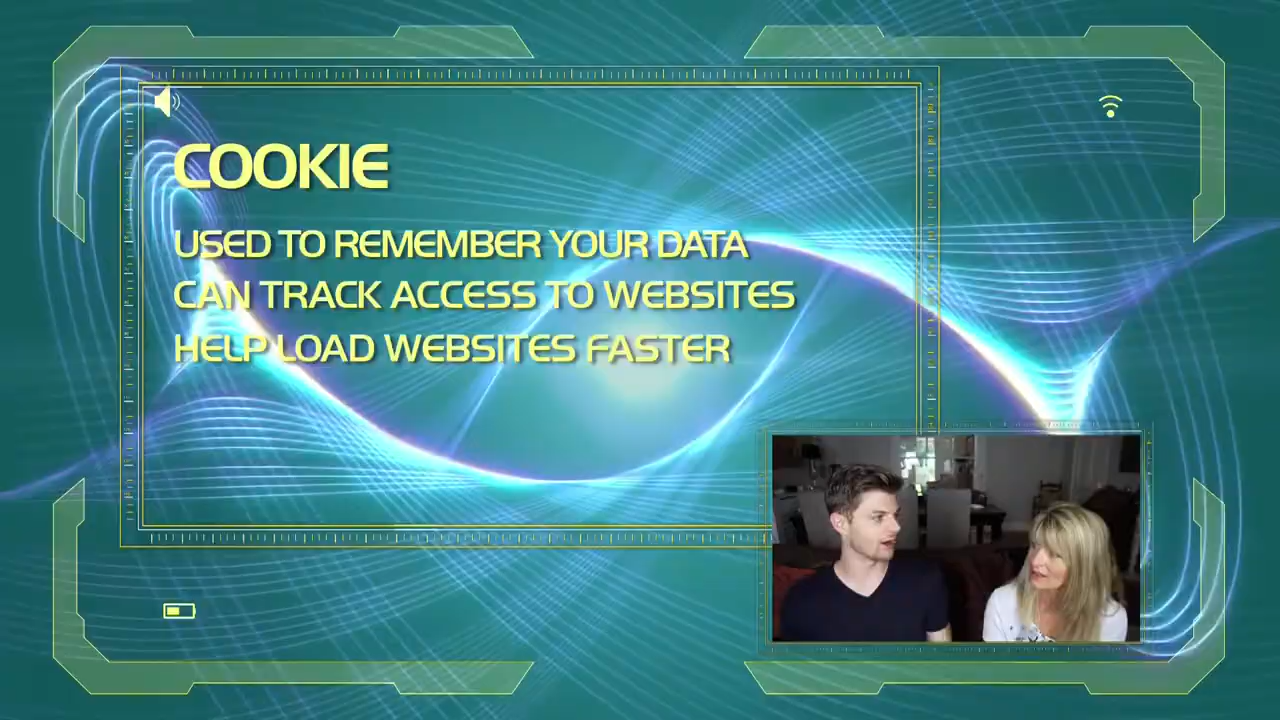 COOKIE
USED TO REMEMBER YOUR DATA
CAN TRACK ACCESS TO WEBSITES
HELP LOAD WEBSITES FASTER